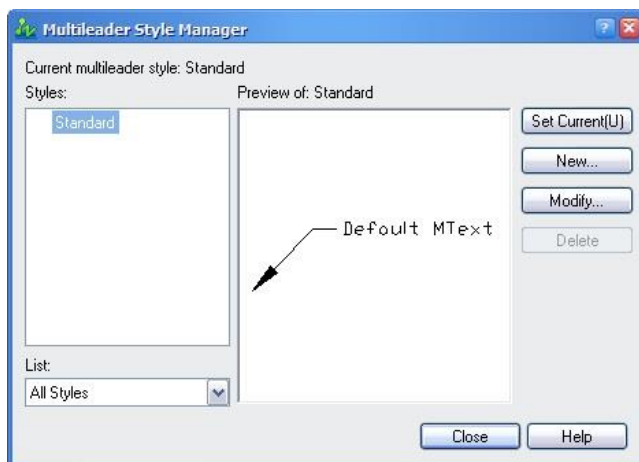 Multileader Style Manager
Current multileader style: Standard
Styles:
Preview of: Standard
Standard
Set Current(U)
New...
Modify...
Default MText
Delete
List:
All Styles
Close
Help